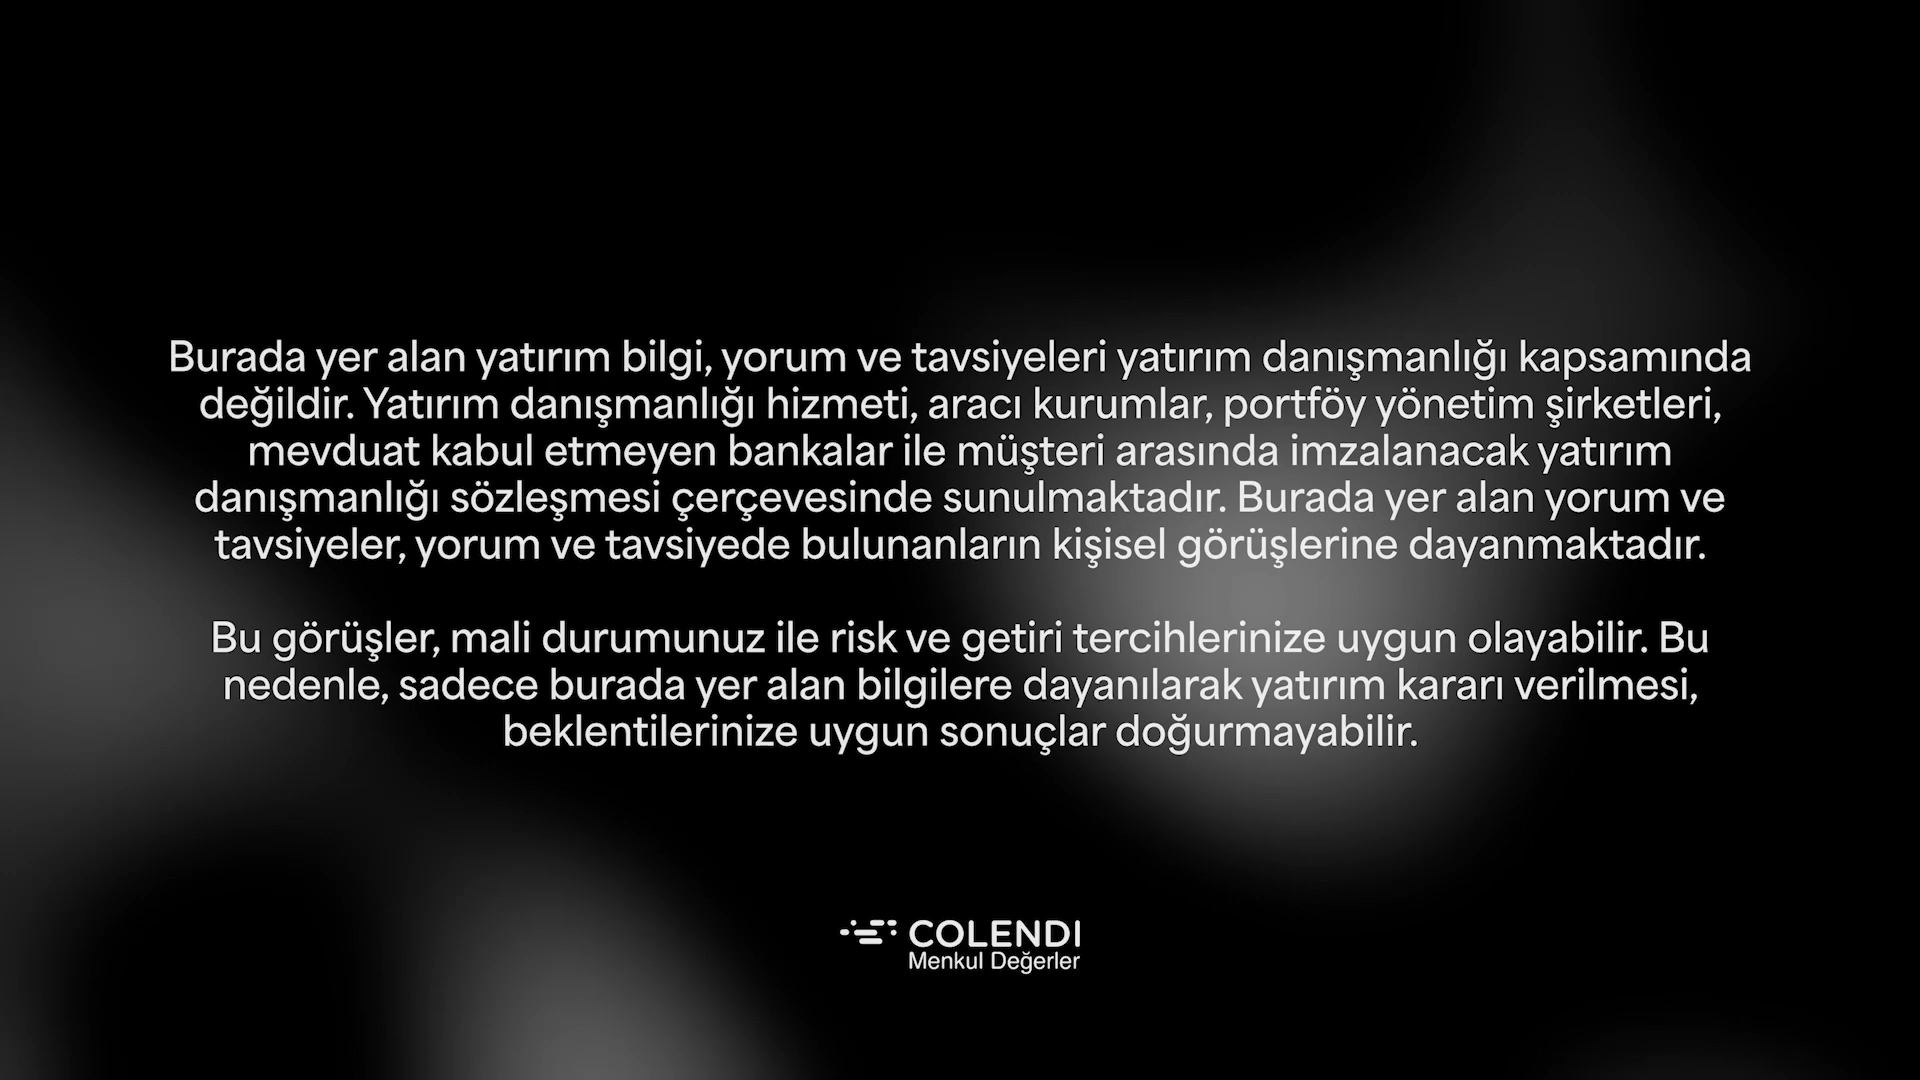 Burada yer alan yatırım bilgi, yorum ve tavsiyeleri yatırım danışmanlığı kapsamında
değildir. Yatırım danışmanlığı hizmeti, aracı kurumlar, portföy yönetim şirketleri,
mevduat kabul etmeyen bankalar ile müşteri arasında imzalanacak yatırım
danışmanlığı sözleşmesi çerçevesinde sunulmaktadır. Burada yer alan yorum ve
tavsiyeler, yorum ve tavsiyede bulunanların kişisel görüşlerine dayanmaktadır.
Bu görüşler, mali durumunuz ile risk ve getiri tercihlerinize uygun olayabilir. Bu
nedenle, sadece burada yer alan bilgilere dayanılarak yatırım kararı verilmesi,
beklentilerinize uygun sonuçlar doğurmayabilir.
COLENDI
Menkul Değerler